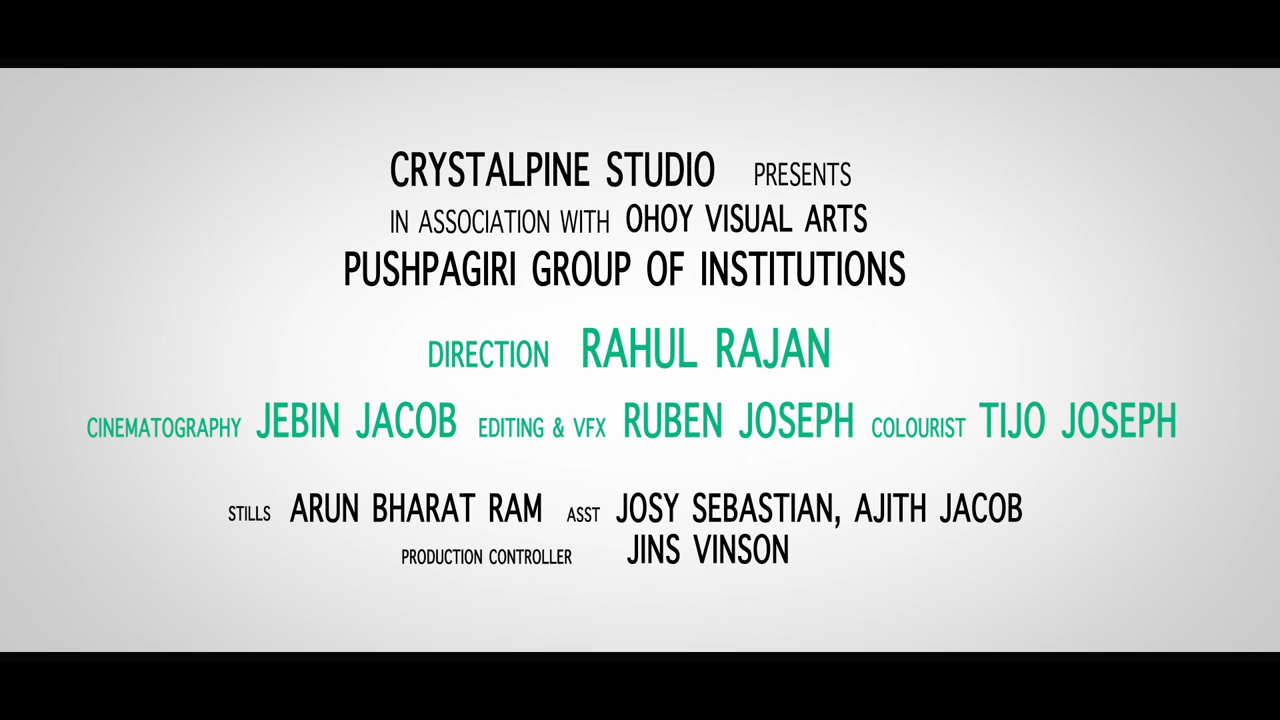 CRYSTALPINE STUDIO PRESENTS
IN ASSOCIATION WITH OHOY VISUAL ARTS
PUSHPAGIRI GROUP OF INSTITUTIONS
DIRECTION RAHUL RAJAN
CINEMATOGRAPHY JEBIN JACOB EDITING & VFX RUBEN JOSEPH COLOURIST TIJO JOSEPH
STILLS ARUN BHARAT RAM ASST JOSY SEBASTIAN, AJITH JACOB
PRODUCTION CONTROLLER JINS VINSON